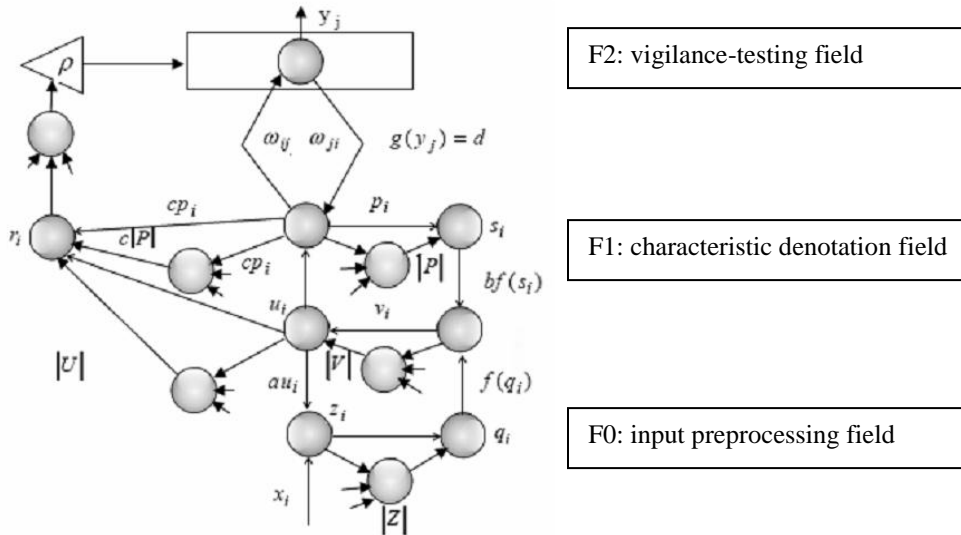 y_j
ρ
F2: vigilance-testing field
ω_ij, ω_ji
g(y_j) = d
cp_i
p_i
r_i
c|P|
s_i
F1: characteristic denotation field
cp_i
|P|
u_i
v_i
bf(s_i)
|U|
|V|
au_i
f(q_i)
z_i
q_i
F0: input preprocessing field
x_i
|Z|